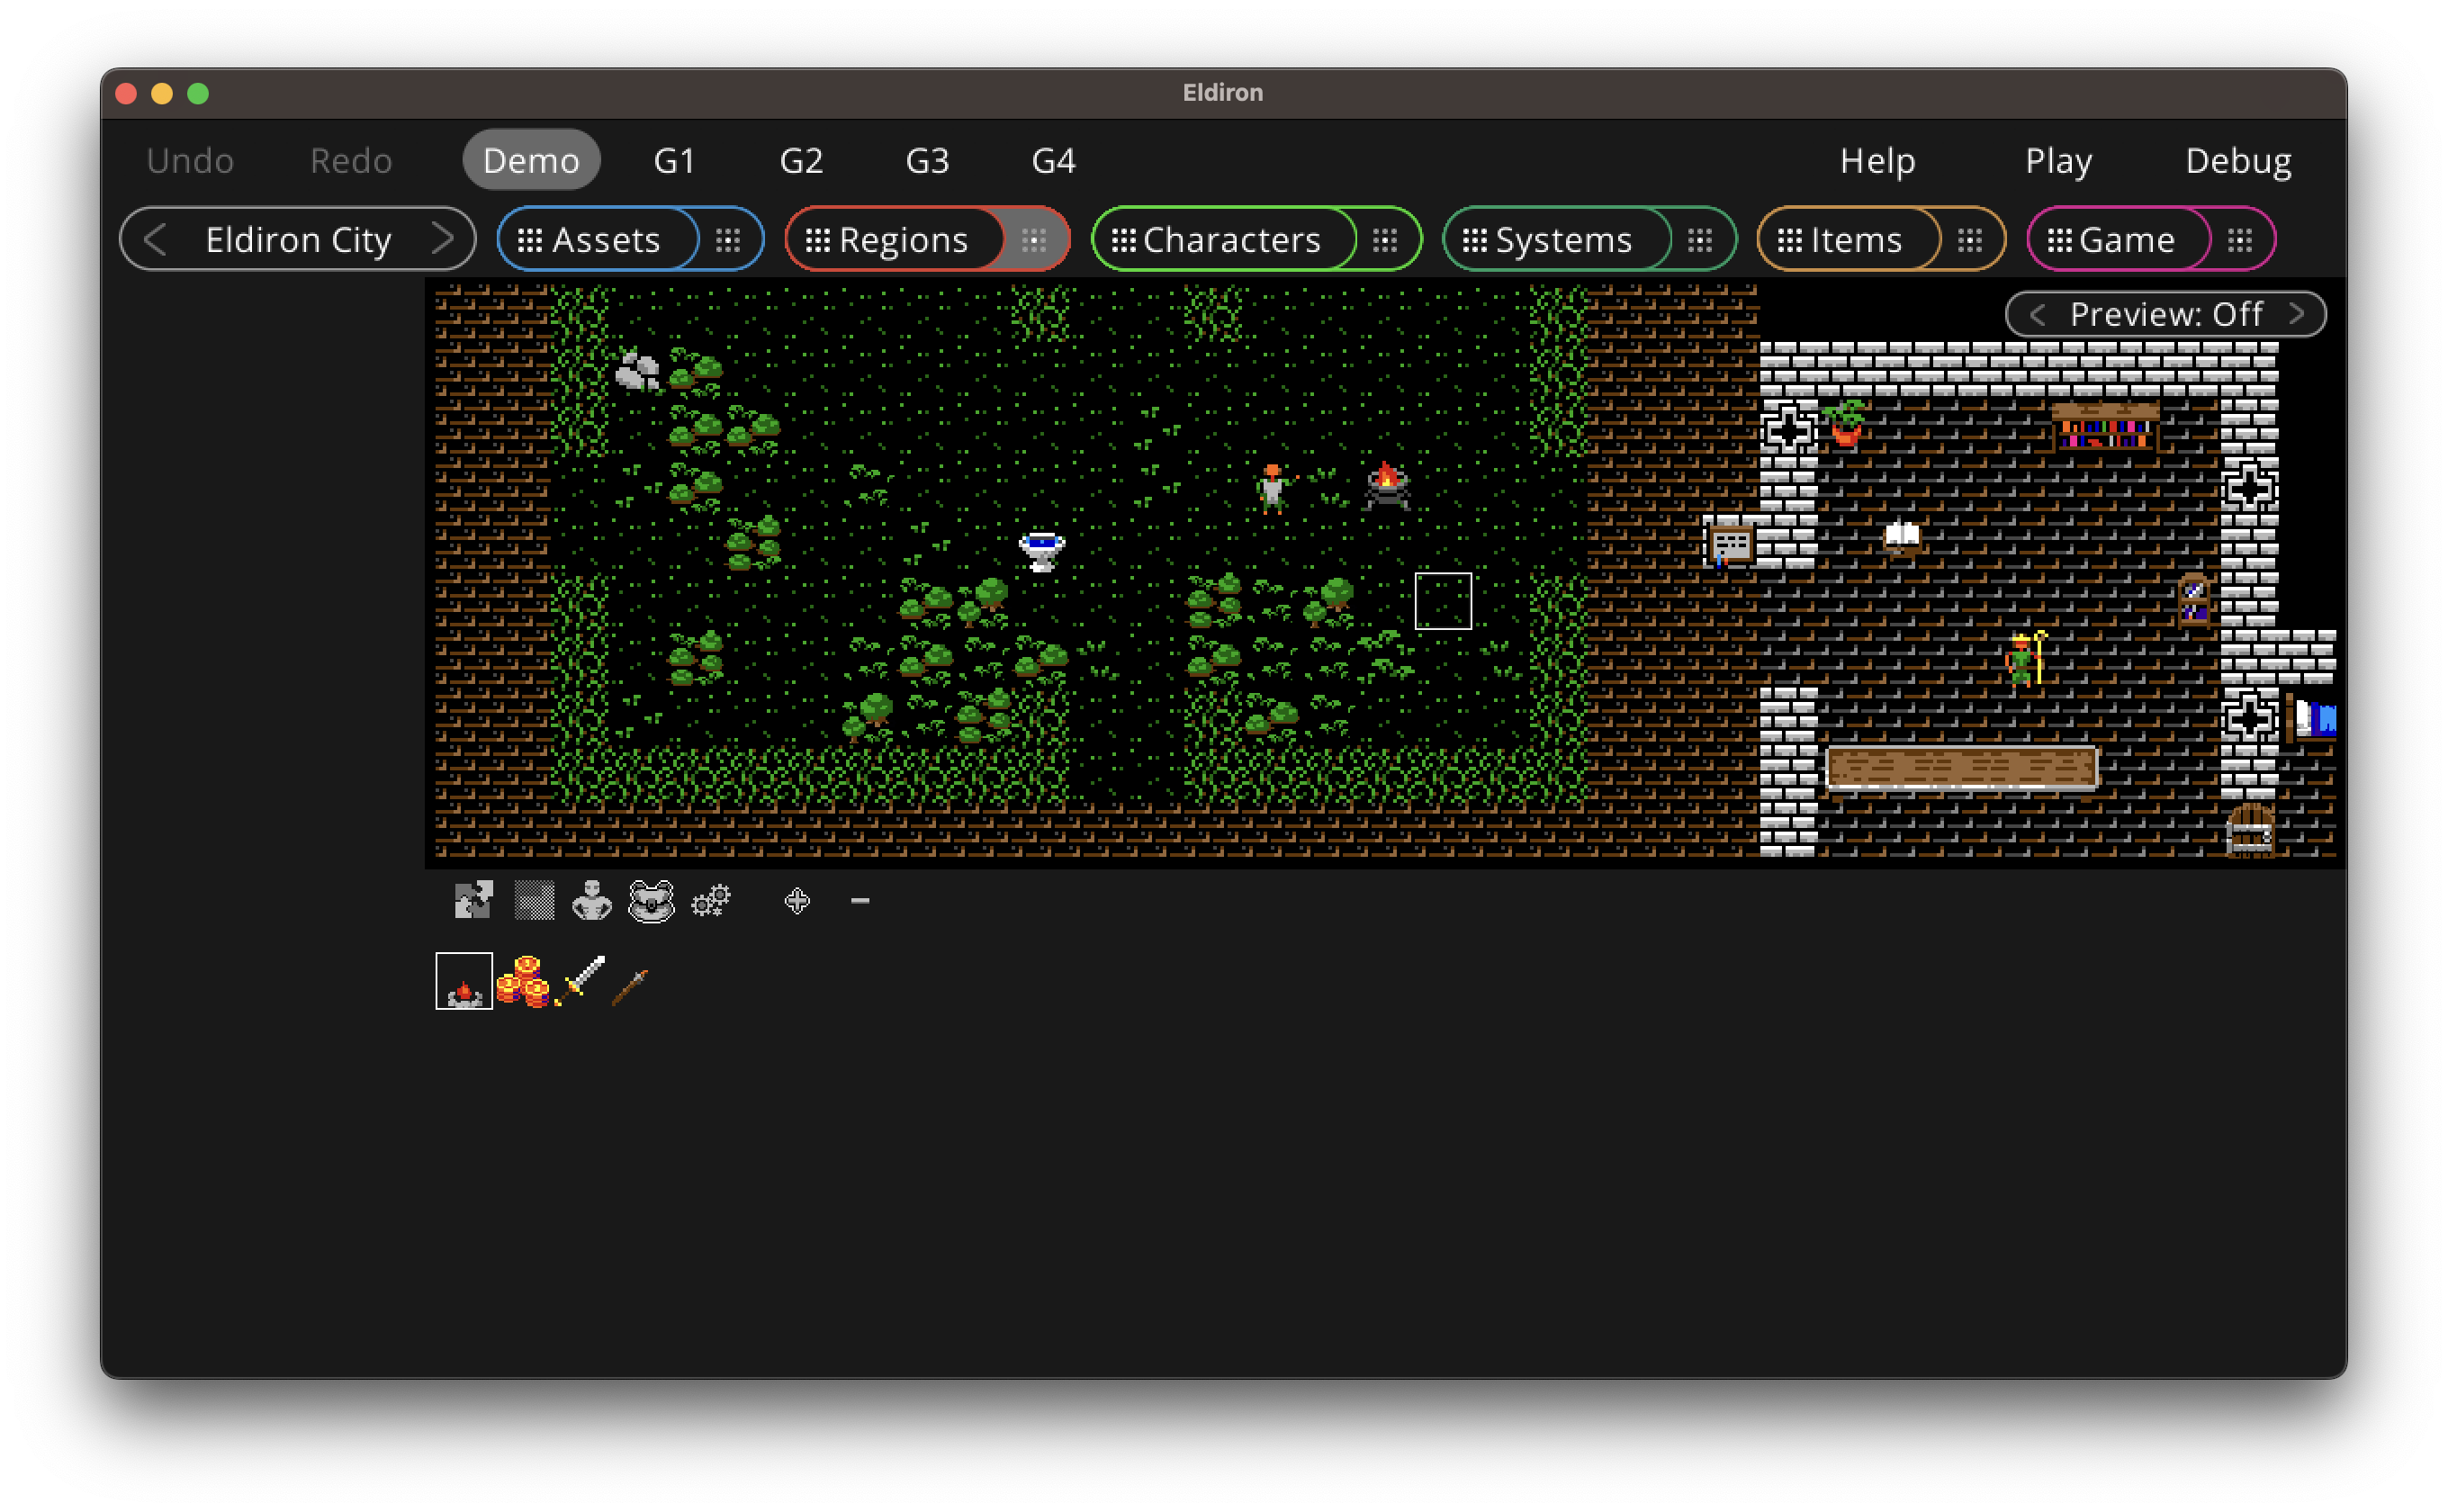 Eldiron
Undo Redo Demo G1 G2 G3 G4 Help Play Debug
< Eldiron City > Assets Regions Characters Systems Items Game
< Preview: Off >